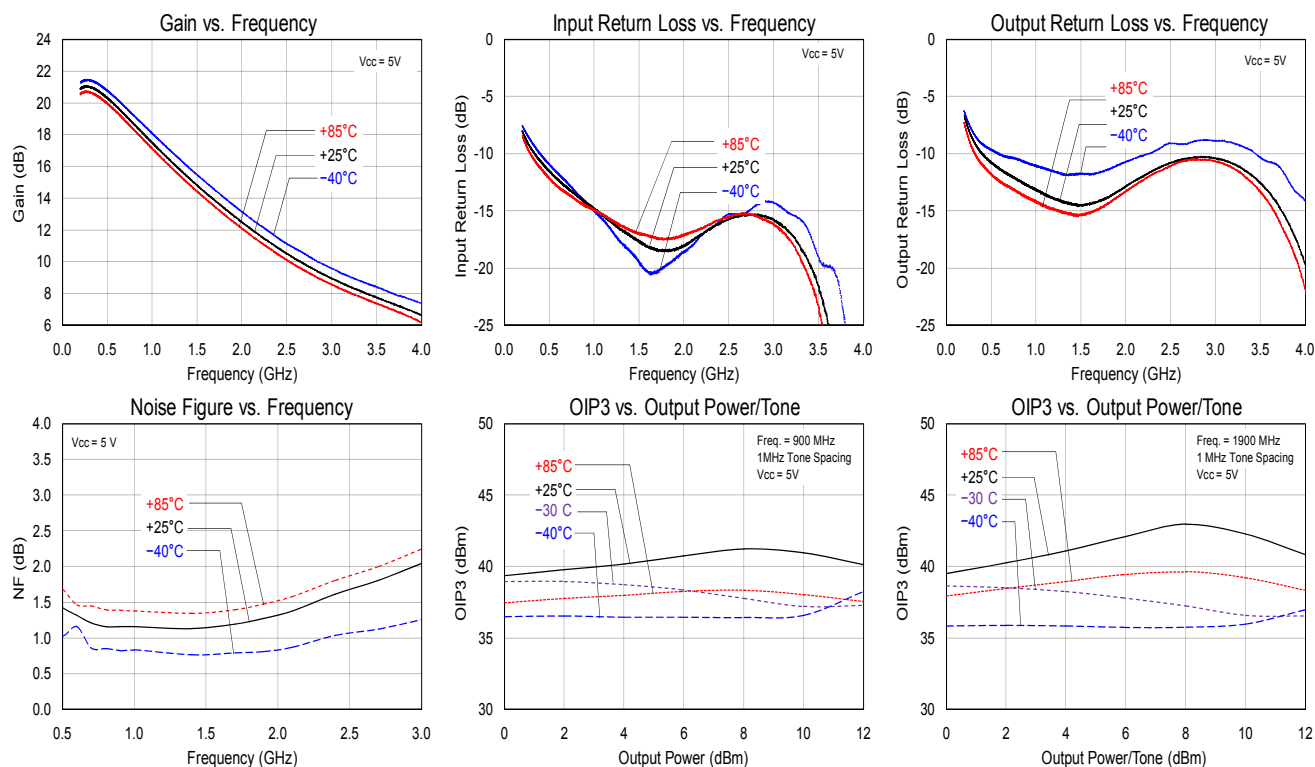 Gain vs. Frequency
Gain (dB)
24
22
20
18
16
14
12
10
8
6
Vcc = 5V
+85°C
+25°C
−40°C
0.0 0.5 1.0 1.5 2.0 2.5 3.0 3.5 4.0
Frequency (GHz)
Input Return Loss vs. Frequency
Input Return Loss (dB)
0
-5
-10
-15
-20
-25
Vcc = 5V
+85°C
+25°C
−40°C
0.0 0.5 1.0 1.5 2.0 2.5 3.0 3.5 4.0
Frequency (GHz)
Output Return Loss vs. Frequency
Output Return Loss (dB)
0
-5
-10
-15
-20
-25
Vcc = 5V
+85°C
+25°C
−40°C
0.0 0.5 1.0 1.5 2.0 2.5 3.0 3.5 4.0
Frequency (GHz)
Noise Figure vs. Frequency
NF (dB)
4.0
3.5
3.0
2.5
2.0
1.5
1.0
0.5
0.0
Vcc = 5 V
+85°C
+25°C
−40°C
0.5 1.0 1.5 2.0 2.5 3.0
Frequency (GHz)
OIP3 vs. Output Power/Tone
OIP3 (dBm)
50
45
40
35
30
Freq. = 900 MHz
1MHz Tone Spacing
Vcc = 5V
+85°C
+25°C
−30 C
−40°C
0 2 4 6 8 10 12
Output Power (dBm)
OIP3 vs. Output Power/Tone
OIP3 (dBm)
50
45
40
35
30
Freq. = 1900 MHz
1 MHz Tone Spacing
Vcc = 5V
+85°C
+25°C
−30 C
−40°C
0 2 4 6 8 10 12
Output Power/Tone (dBm)